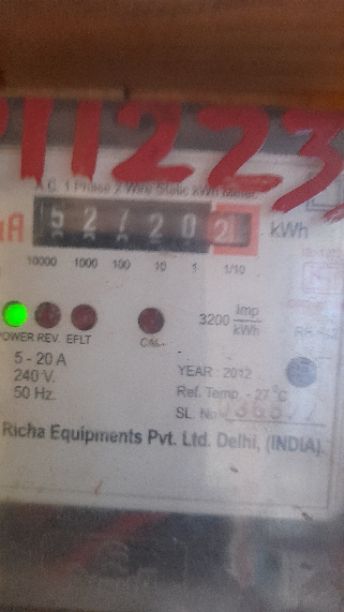 11223
A.C. 1 Phase 2 Wire Static kWh Meter
52720 2 kWh
10000 1000 100 10 1 1/10
3200 Imp/kWh
POWER REV. EFLT CAL.
5 - 20 A
240 V.
50 Hz.
YEAR : 2012
Ref. Temp. - 27 °C
SL. No.
Richa Equipments Pvt. Ltd. Delhi, (INDIA).